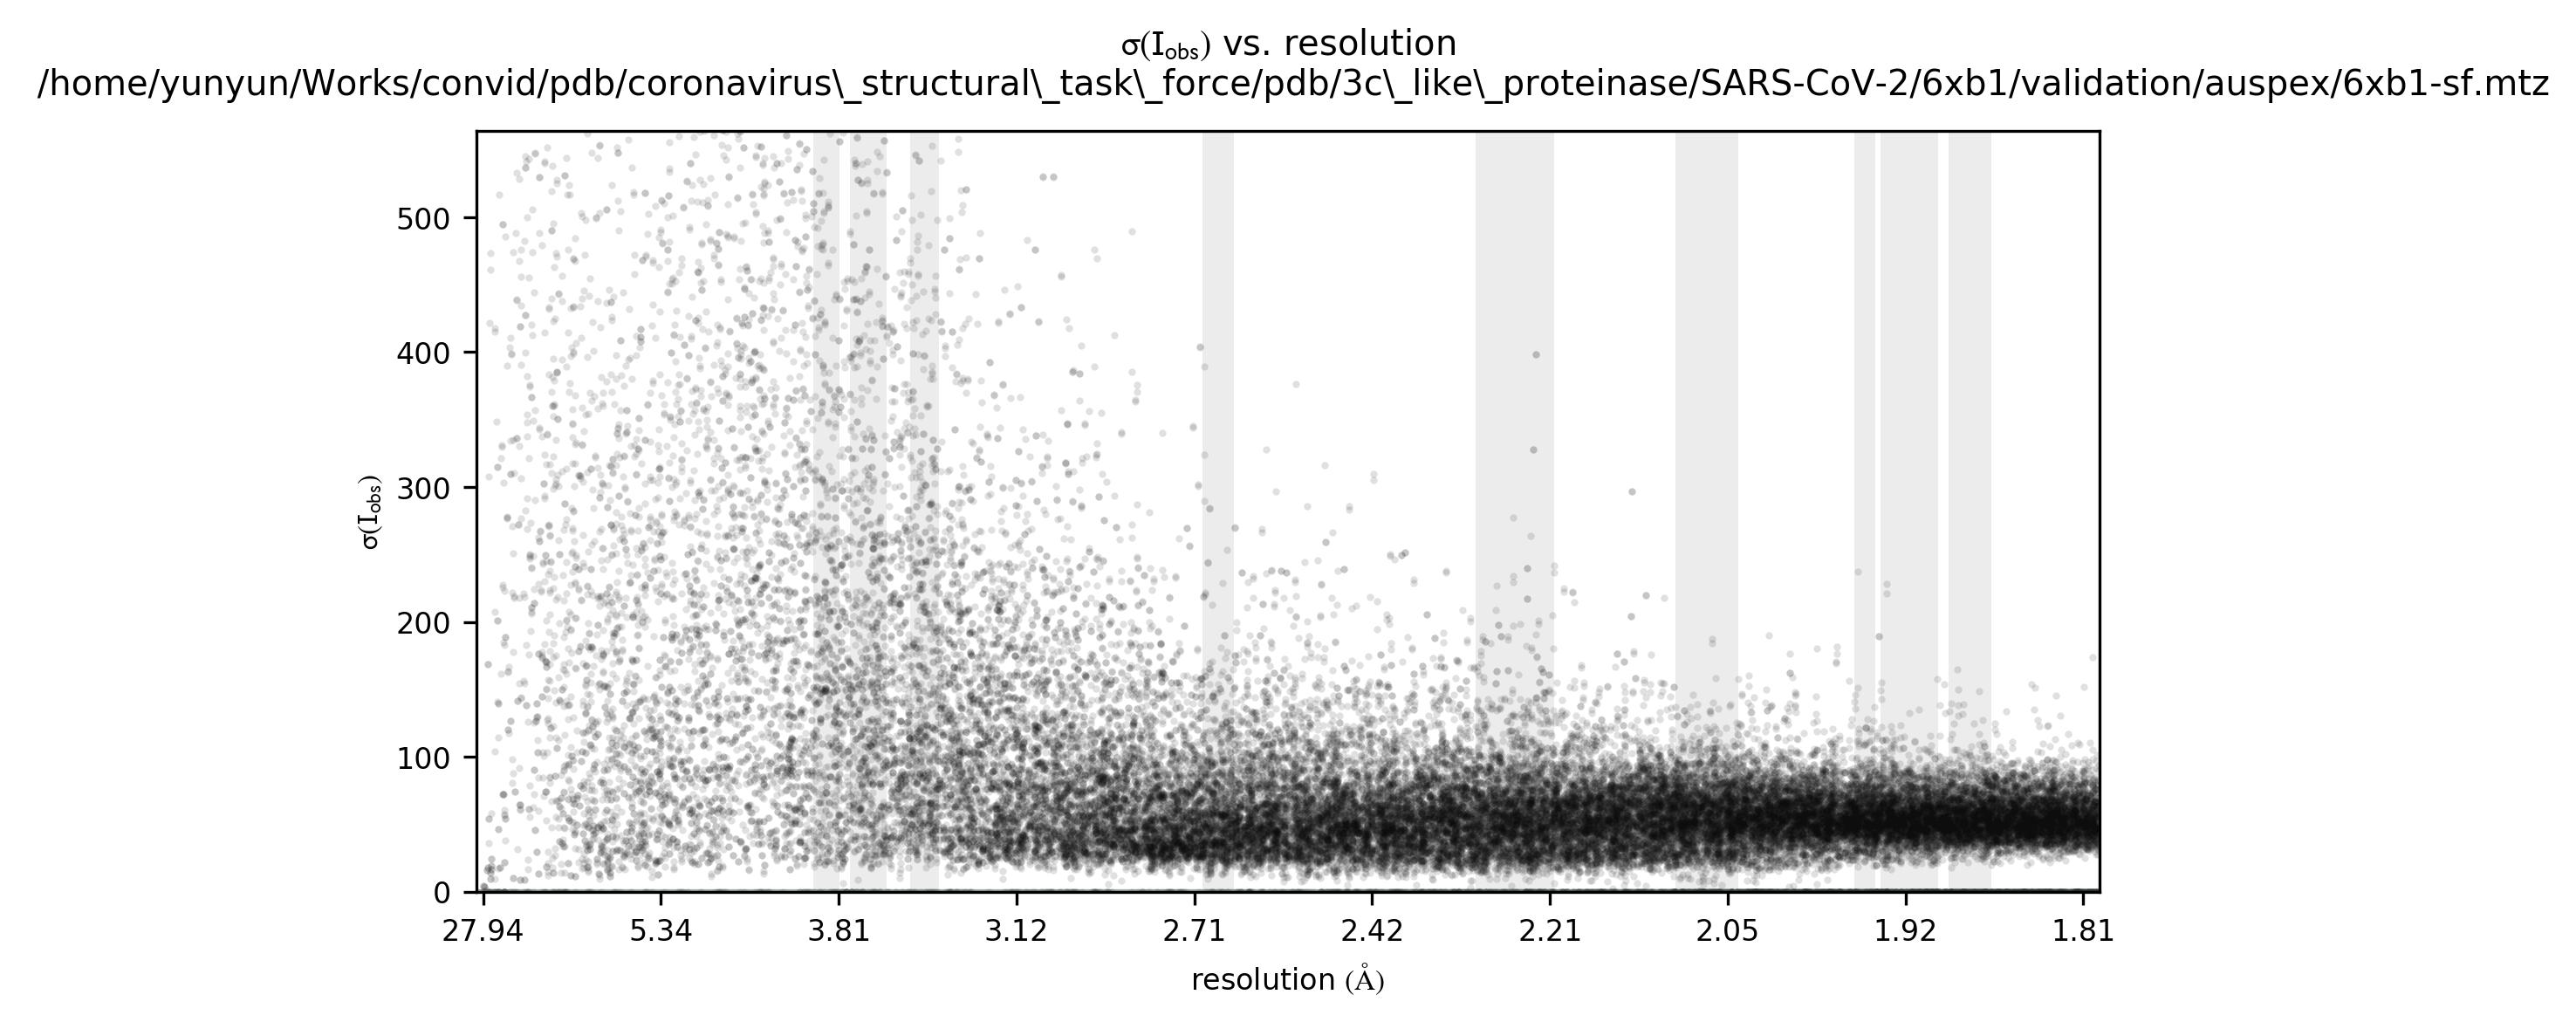 σ(I_obs) vs. resolution
/home/yunyun/Works/convid/pdb/coronavirus\_structural\_task\_force/pdb/3c\_like\_proteinase/SARS-CoV-2/6xb1/validation/auspex/6xb1-sf.mtz
σ(I_obs)
500
400
300
200
100
0
27.94 5.34 3.81 3.12 2.71 2.42 2.21 2.05 1.92 1.81
resolution (Å)